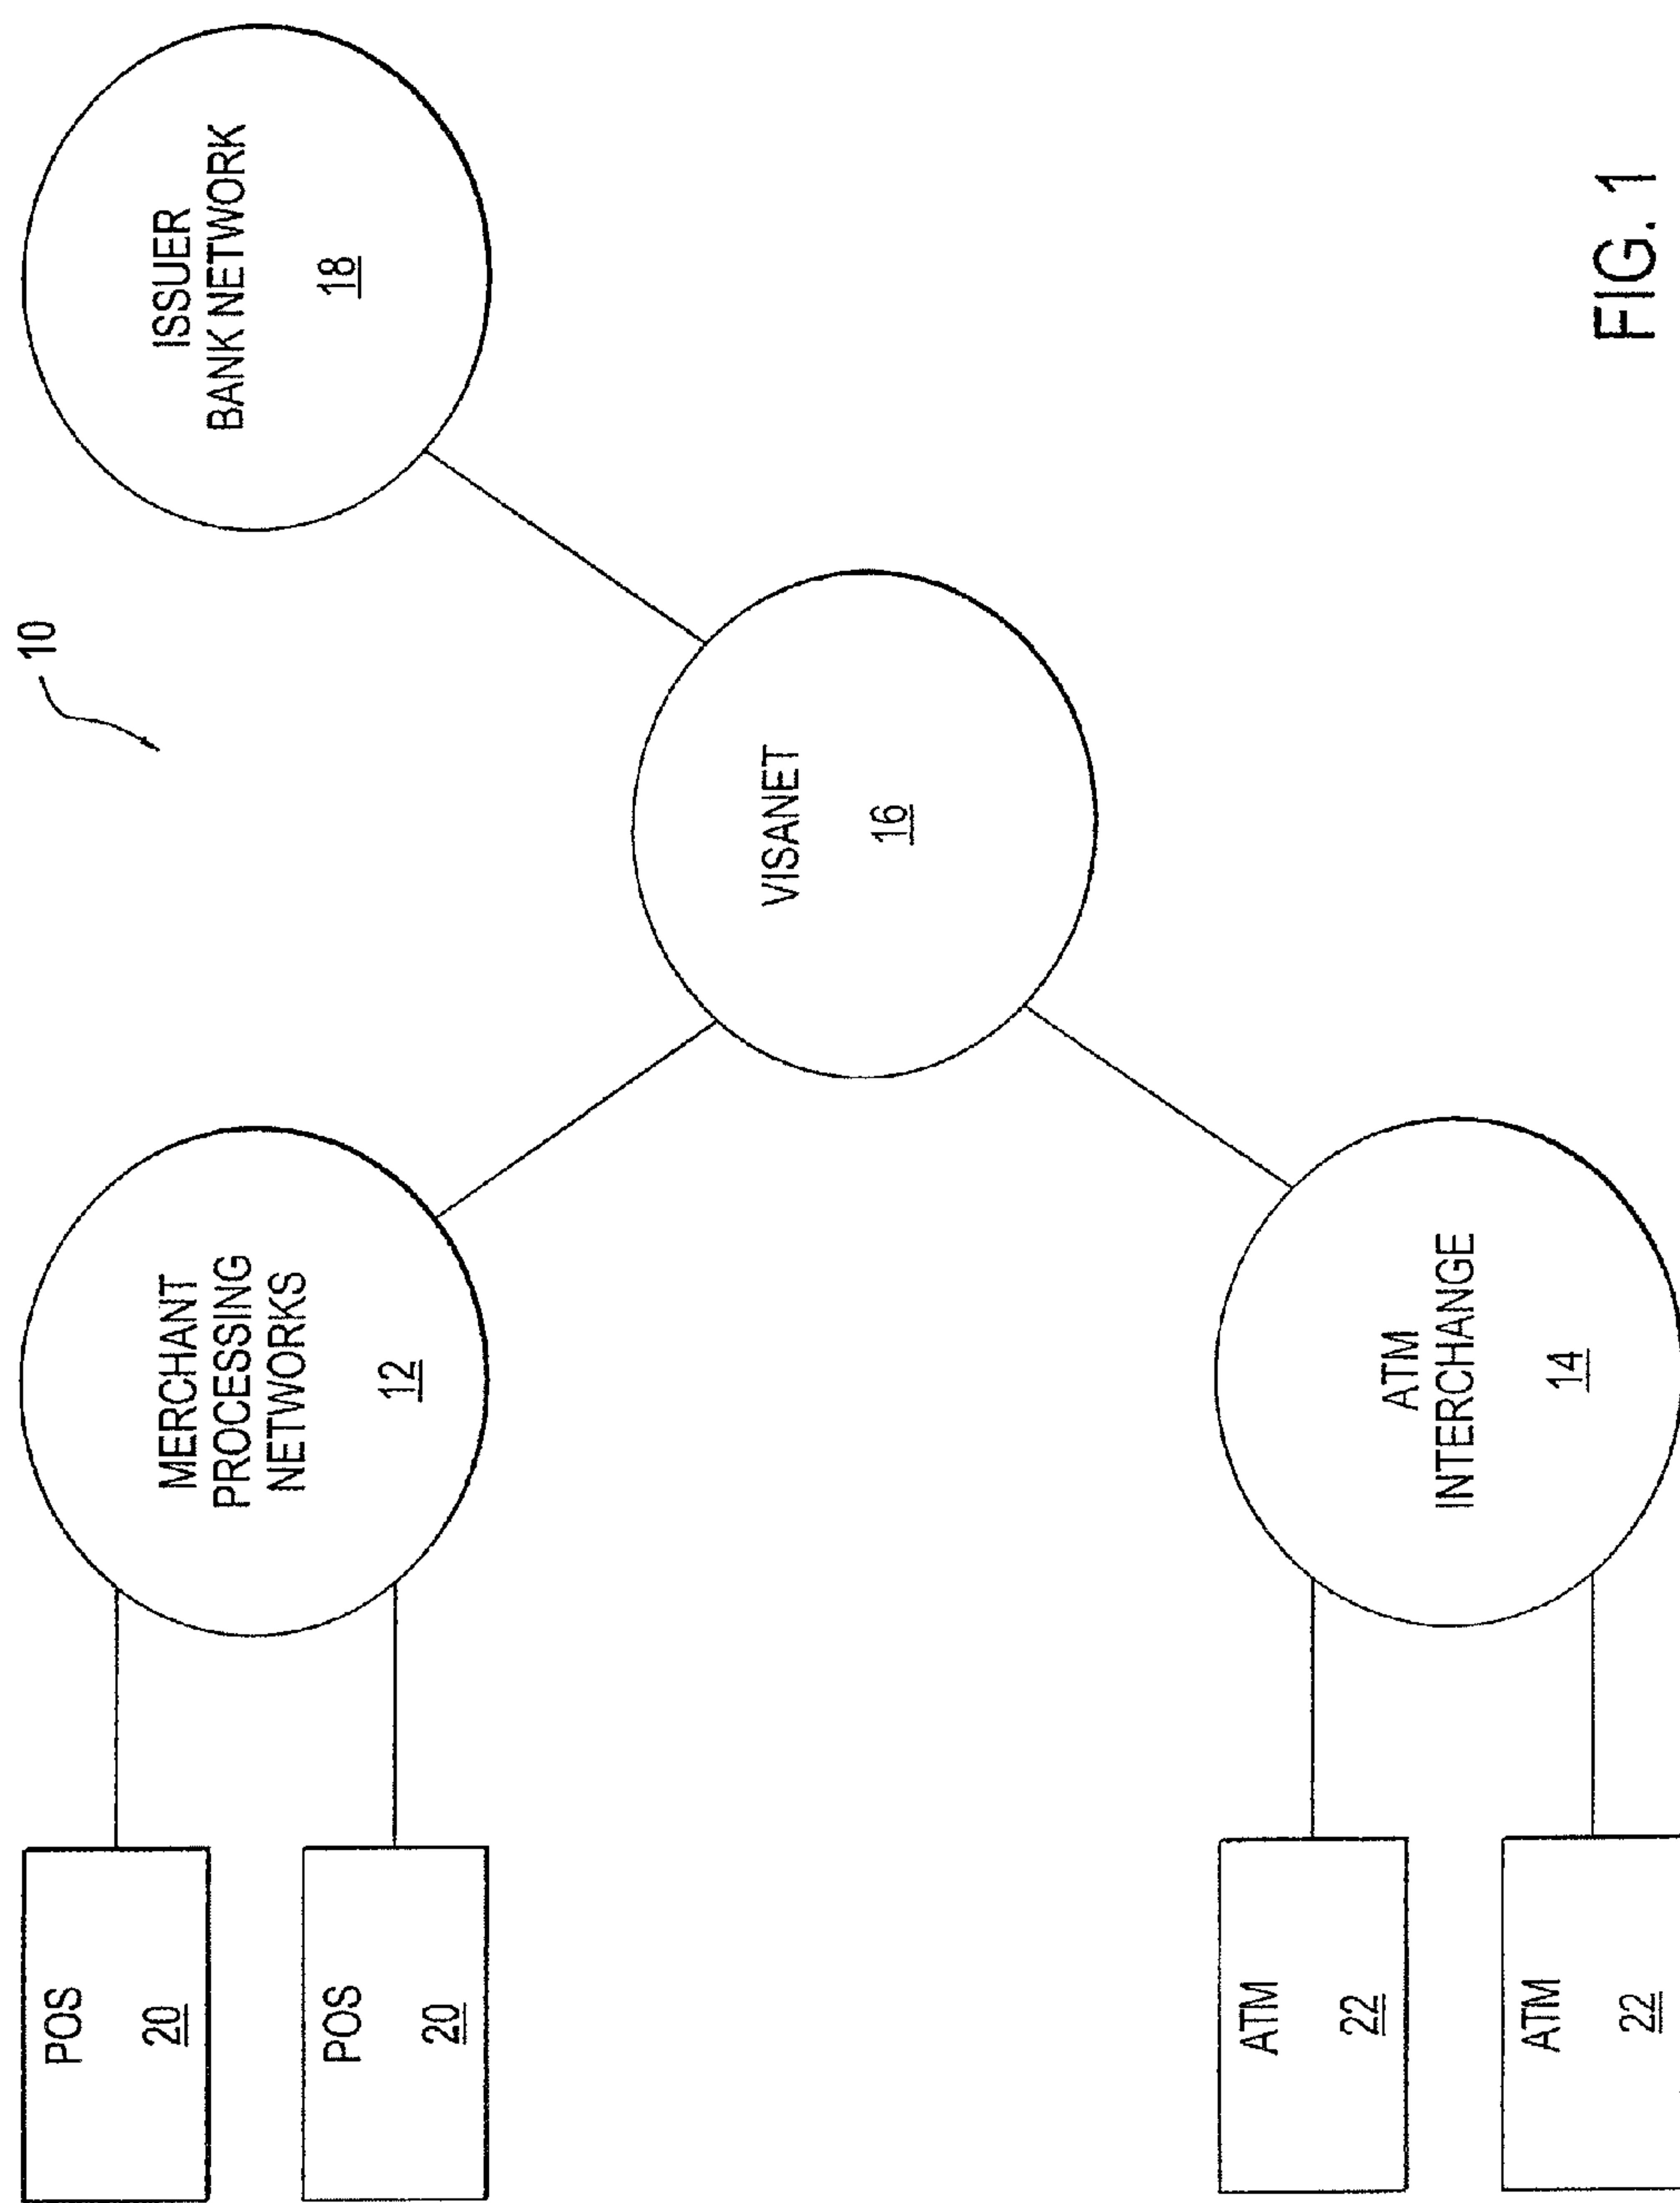 10
POS
20
POS
20
MERCHANT
PROCESSING
NETWORKS
12
ISSUER
BANK NETWORK
18
VISANET
16
ATM
22
ATM
22
ATM
INTERCHANGE
14
FIG. 1